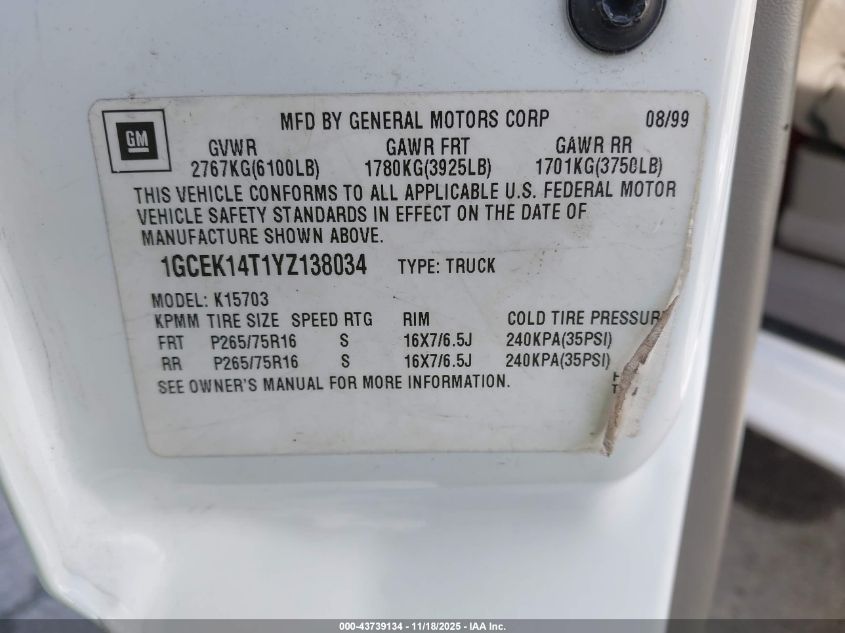 GM
MFD BY GENERAL MOTORS CORP 08/99
GVWR GAWR FRT GAWR RR
2767KG(6100LB) 1780KG(3925LB) 1701KG(3750LB)
THIS VEHICLE CONFORMS TO ALL APPLICABLE U.S. FEDERAL MOTOR
VEHICLE SAFETY STANDARDS IN EFFECT ON THE DATE OF
MANUFACTURE SHOWN ABOVE.
1GCEK14T1YZ138034 TYPE: TRUCK
MODEL: K15703
KPMM TIRE SIZE SPEED RTG RIM COLD TIRE PRESSUR
FRT P265/75R16 S 16X7/6.5J 240KPA(35PSI)
RR P265/75R16 S 16X7/6.5J 240KPA(35PSI)
SEE OWNER'S MANUAL FOR MORE INFORMATION.
000-43739134 - 11/18/2025 - IAA Inc.